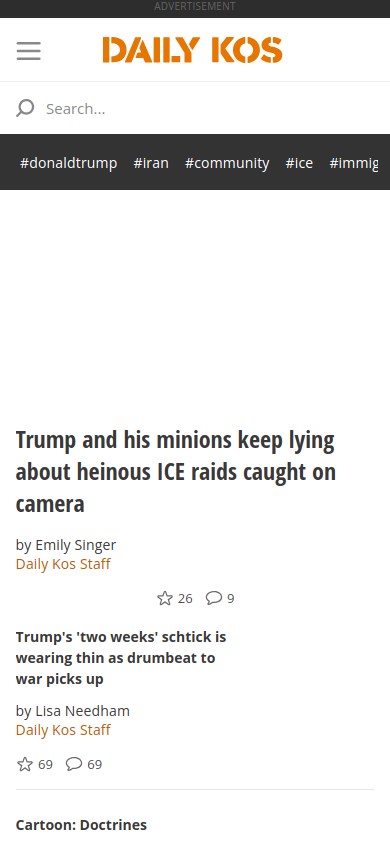 ADVERTISEMENT
DAILY KOS
Search...
#donaldtrump #iran #community #ice #immig
Trump and his minions keep lying
about heinous ICE raids caught on
camera
by Emily Singer
Daily Kos Staff
26 9
Trump's 'two weeks' schtick is
wearing thin as drumbeat to
war picks up
by Lisa Needham
Daily Kos Staff
69 69
Cartoon: Doctrines